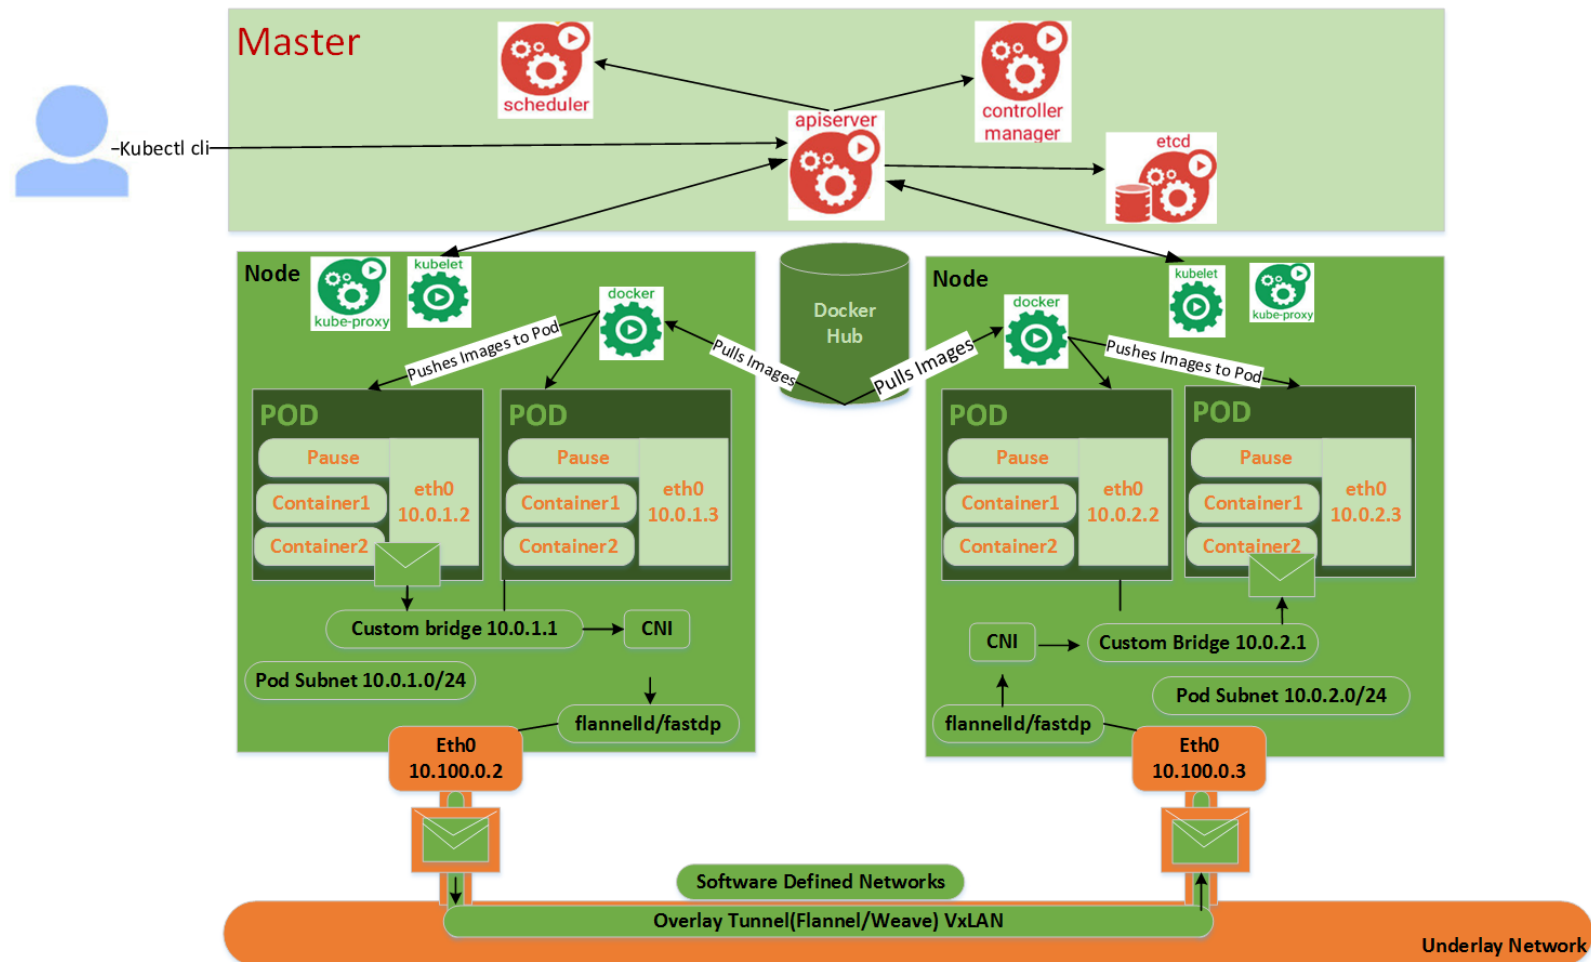 Master
scheduler
controller
manager
apiserver
etcd
Kubectl cli
Node
kube-proxy
kubelet
docker
Pushes Images to Pod
Pulls Images
Docker
Hub
Pulls Images
Node
docker
kubelet
kube-proxy
Pushes Images to Pod
POD
Pause
Container1
Container2
eth0
10.0.1.2
POD
Pause
Container1
Container2
eth0
10.0.1.3
POD
Pause
Container1
Container2
eth0
10.0.2.2
POD
Pause
Container1
Container2
eth0
10.0.2.3
Custom bridge 10.0.1.1
CNI
Pod Subnet 10.0.1.0/24
flannelId/fastdp
CNI
Custom Bridge 10.0.2.1
Pod Subnet 10.0.2.0/24
flannelId/fastdp
Eth0
10.100.0.2
Eth0
10.100.0.3
Software Defined Networks
Overlay Tunnel(Flannel/Weave) VxLAN
Underlay Network